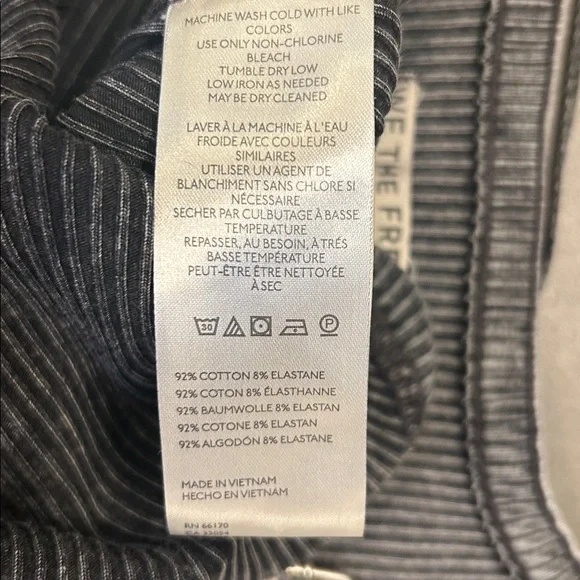 MACHINE WASH COLD WITH LIKE
COLORS
USE ONLY NON-CHLORINE
BLEACH
TUMBLE DRY LOW
LOW IRON AS NEEDED
MAY BE DRY CLEANED
LAVER À LA MACHINE À L'EAU
FROIDE AVEC COULEURS
SIMILAIRES
UTILISER UN AGENT DE
BLANCHIMENT SANS CHLORE SI
NÉCESSAIRE
SECHER PAR CULBUTAGE À BASSE
TEMPERATURE
REPASSER, AU BESOIN, À TRÉS
BASSE TEMPÉRATURE
PEUT-ÊTRE ÊTRE NETTOYÉE
À SEC
30
P
92% COTTON 8% ELASTANE
92% COTON 8% ÉLASTHANNE
92% BAUMWOLLE 8% ELASTAN
92% COTONE 8% ELASTAN
92% ALGODÓN 8% ELASTANE
MADE IN VIETNAM
HECHO EN VIETNAM
RN 66170
THE FR